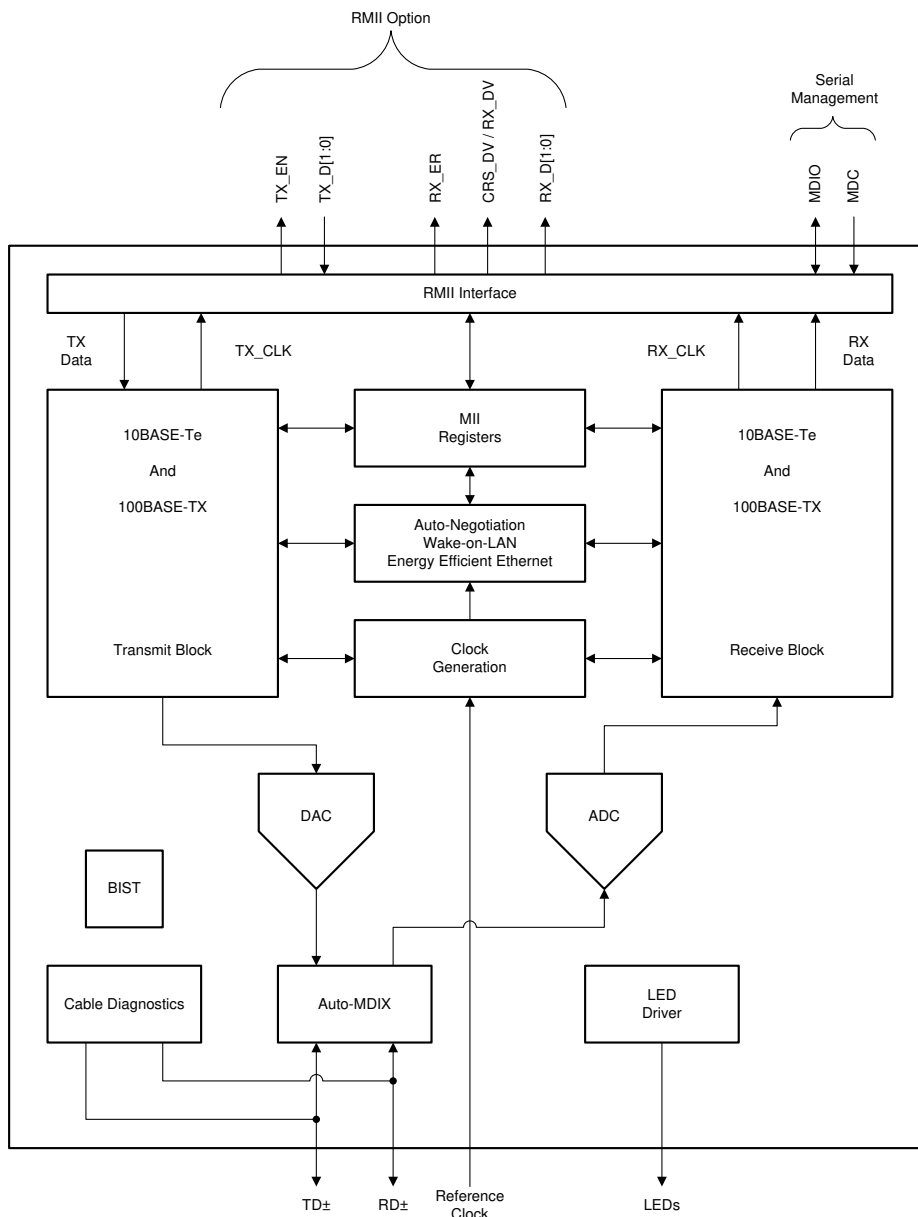 RMII Option
Serial
Management
TX_EN
TX_D[1:0]
RX_ER
CRS_DV / RX_DV
RX_D[1:0]
MDIO
MDC
RMII Interface
TX
Data
TX_CLK
RX_CLK
RX
Data
10BASE-Te
And
100BASE-TX
Transmit Block
MII
Registers
Auto-Negotiation
Wake-on-LAN
Energy Efficient Ethernet
Clock
Generation
10BASE-Te
And
100BASE-TX
Receive Block
DAC
ADC
BIST
Cable Diagnostics
Auto-MDIX
LED
Driver
TD±
RD±
Reference
Clock
LEDs